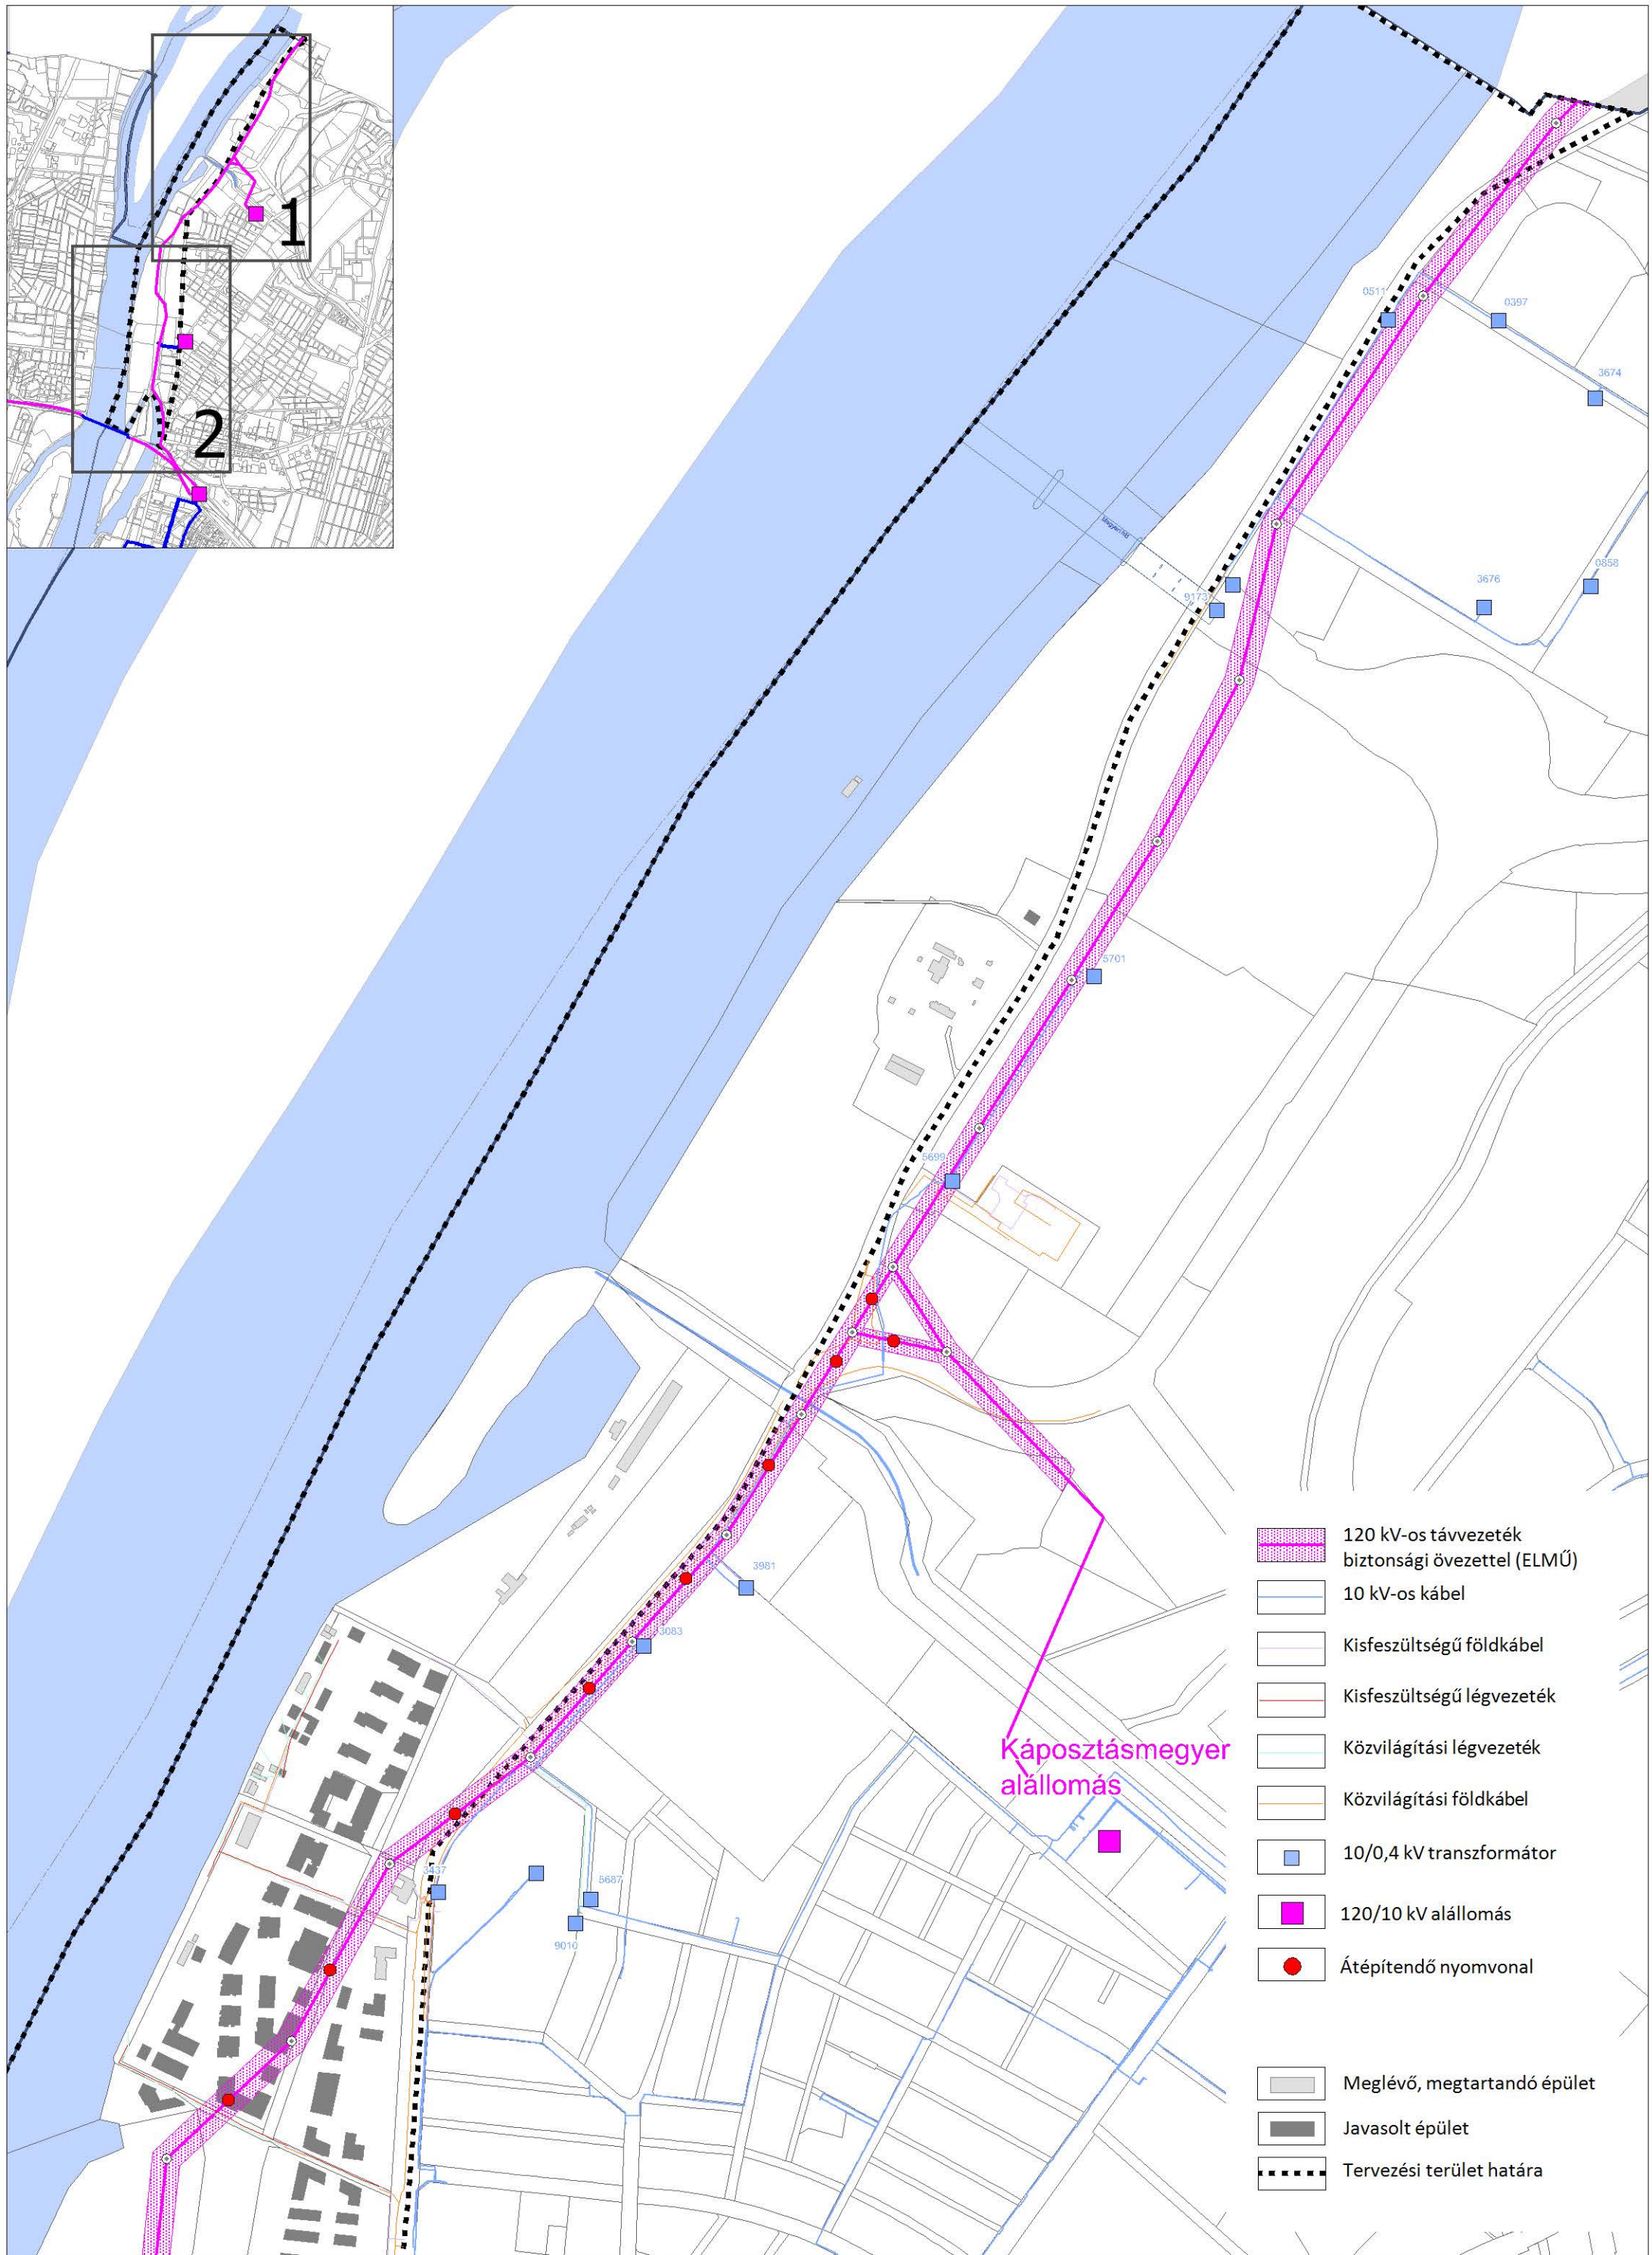 1
2
0511
0397
3674
Megyeri híd
9173
3676
0858
5701
5699
3981
3083
Káposztásmegyer
alállomás
3437
5687
9010
120 kV-os távvezeték
biztonsági övezettel (ELMŰ)
10 kV-os kábel
Kisfeszültségű földkábel
Kisfeszültségű légvezeték
Közvilágítási légvezeték
Közvilágítási földkábel
10/0,4 kV transzformátor
120/10 kV alállomás
Átépítendő nyomvonal
Meglévő, megtartandó épület
Javasolt épület
Tervezési terület határa